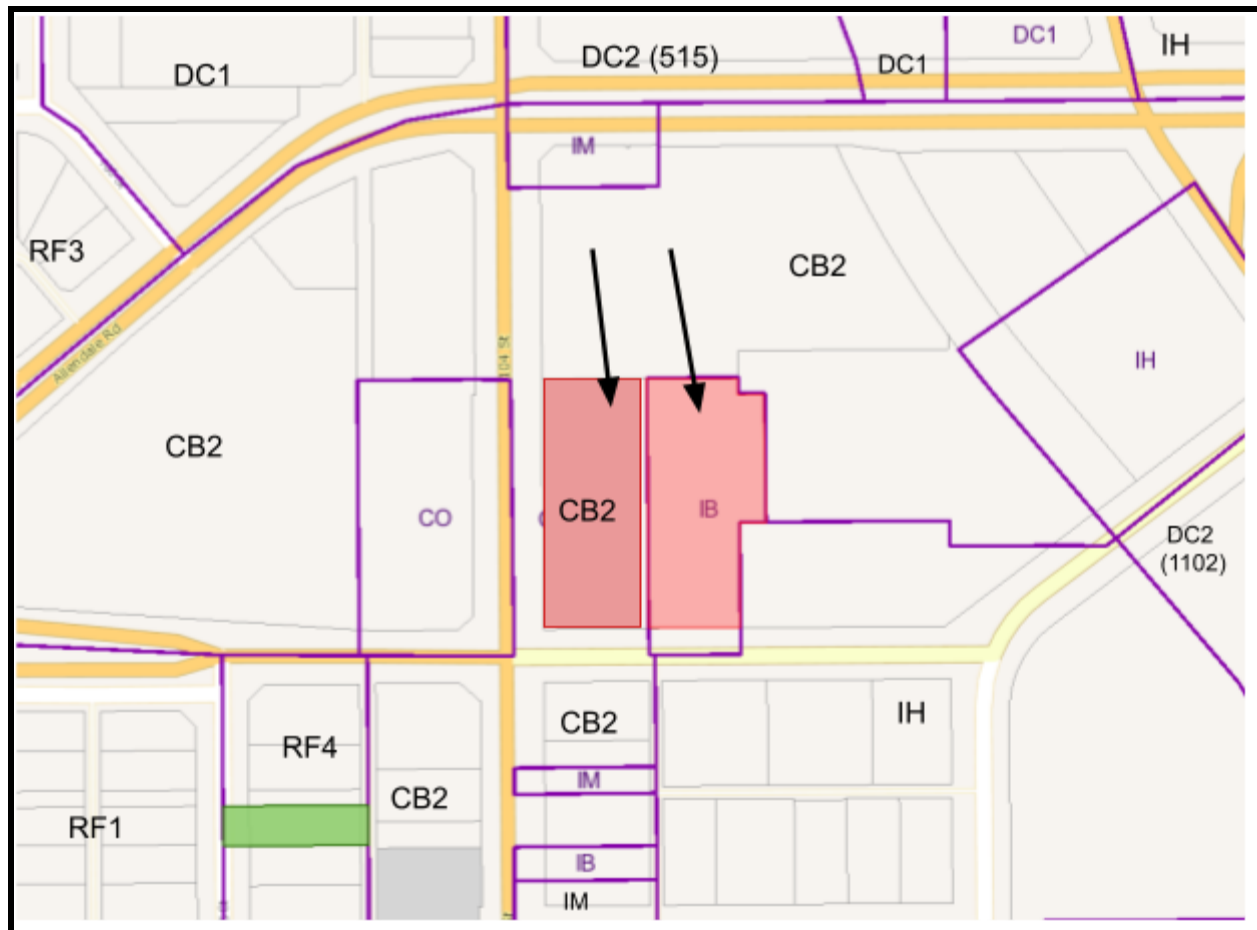 DC1
DC2 (515)
DC1
DC1
IH
IM
RF3
CB2
Allendale Rd
104 St
IH
CB2
CO
CB2
IB
DC2
(1102)
CB2
IH
RF4
IM
CB2
RF1
IB
IM